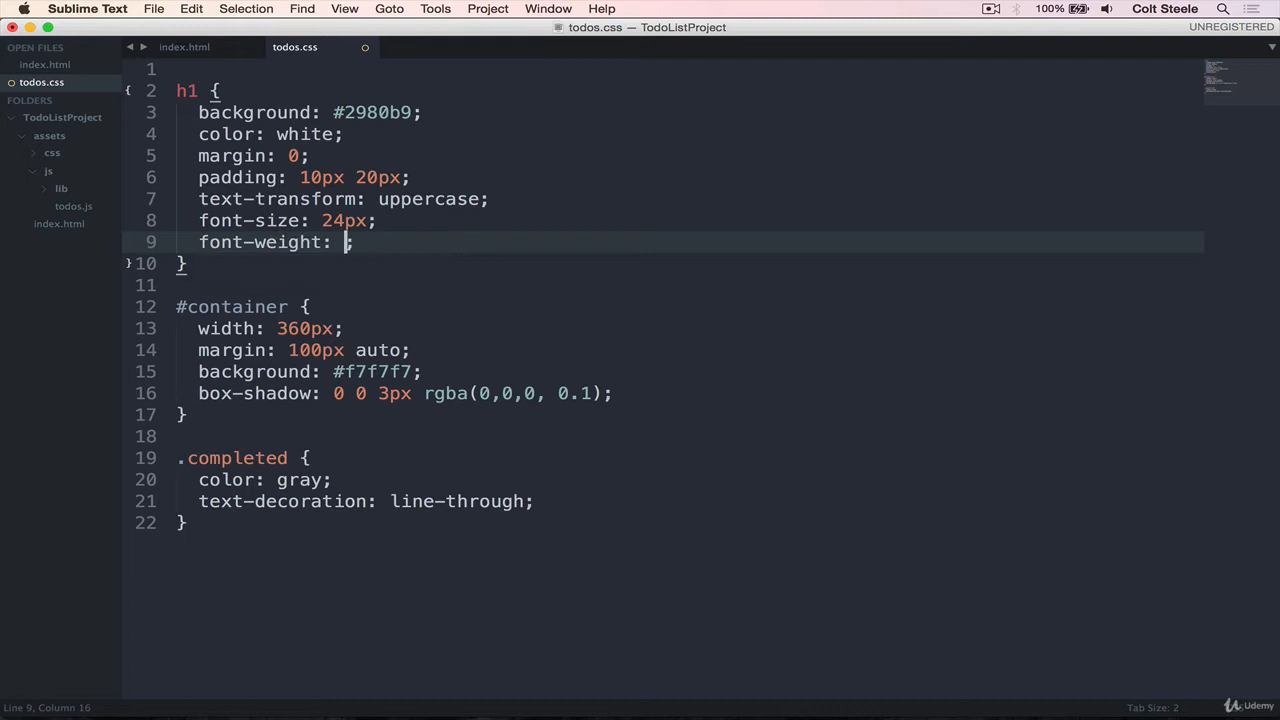 Sublime Text File Edit Selection Find View Goto Tools Project Window Help 100% Colt Steele
todos.css — TodoListProject UNREGISTERED
OPEN FILES
index.html
todos.css
FOLDERS
TodoListProject
assets
css
js
lib
todos.js
index.html
index.html todos.css
1
2 h1 {
3 background: #2980b9;
4 color: white;
5 margin: 0;
6 padding: 10px 20px;
7 text-transform: uppercase;
8 font-size: 24px;
9 font-weight: ;
10 }
11
12 #container {
13 width: 360px;
14 margin: 100px auto;
15 background: #f7f7f7;
16 box-shadow: 0 0 3px rgba(0,0,0, 0.1);
17 }
18
19 .completed {
20 color: gray;
21 text-decoration: line-through;
22 }
Line 9, Column 16 Tab Size: 2
Udemy